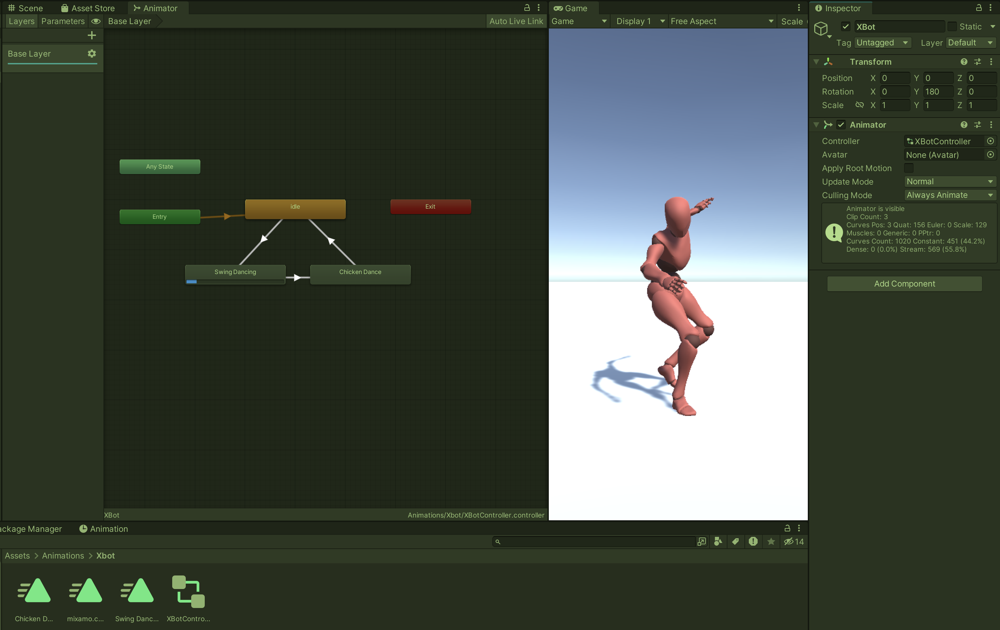 Scene
Asset Store
Animator
Layers
Parameters
Base Layer
Auto Live Link
Base Layer
Any State
Entry
idle
Exit
Swing Dancing
Chicken Dance
XBot
Animations/Xbot/XBotController.controller
Game
Game
Display 1
Free Aspect
Scale
Inspector
XBot
Static
Tag Untagged Layer Default
Transform
Position X 0 Y 0 Z 0
Rotation X 0 Y 180 Z 0
Scale X 1 Y 1 Z 1
Animator
Controller XBotController
Avatar None (Avatar)
Apply Root Motion
Update Mode Normal
Culling Mode Always Animate
Animator is visible
Clip Count: 3
Curves Pos: 3 Quat: 156 Euler: 0 Scale: 129
Muscles: 0 Generic: 0 PPtr: 0
Curves Count: 1020 Constant: 451 (44.2%)
Dense: 0 (0.0%) Stream: 569 (55.8%)
Add Component
ackage Manager
Animation
14
Assets > Animations > Xbot
Chicken D...
mixamo.c...
Swing Danc...
XBotContro...